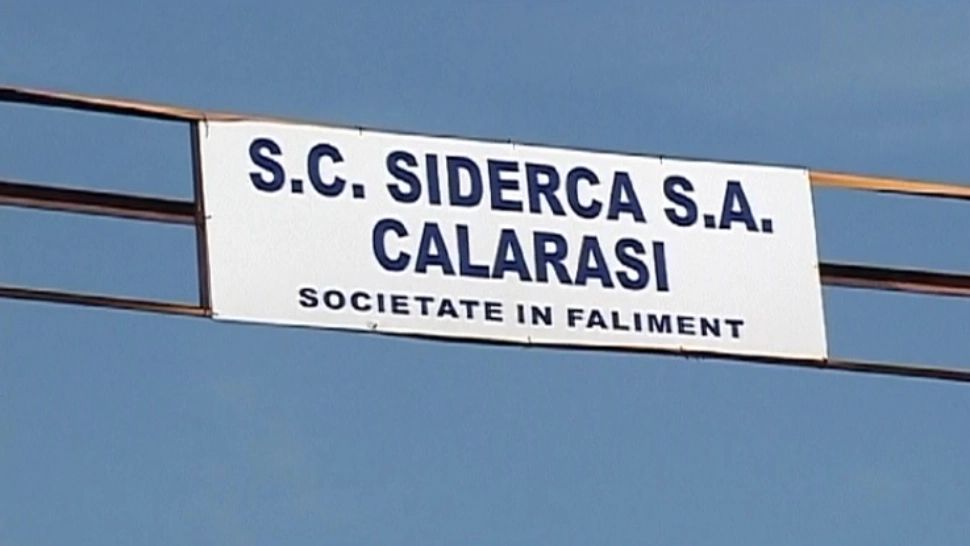 S.C. SIDERCA S.A.
CALARASI
SOCIETATE IN FALIMENT